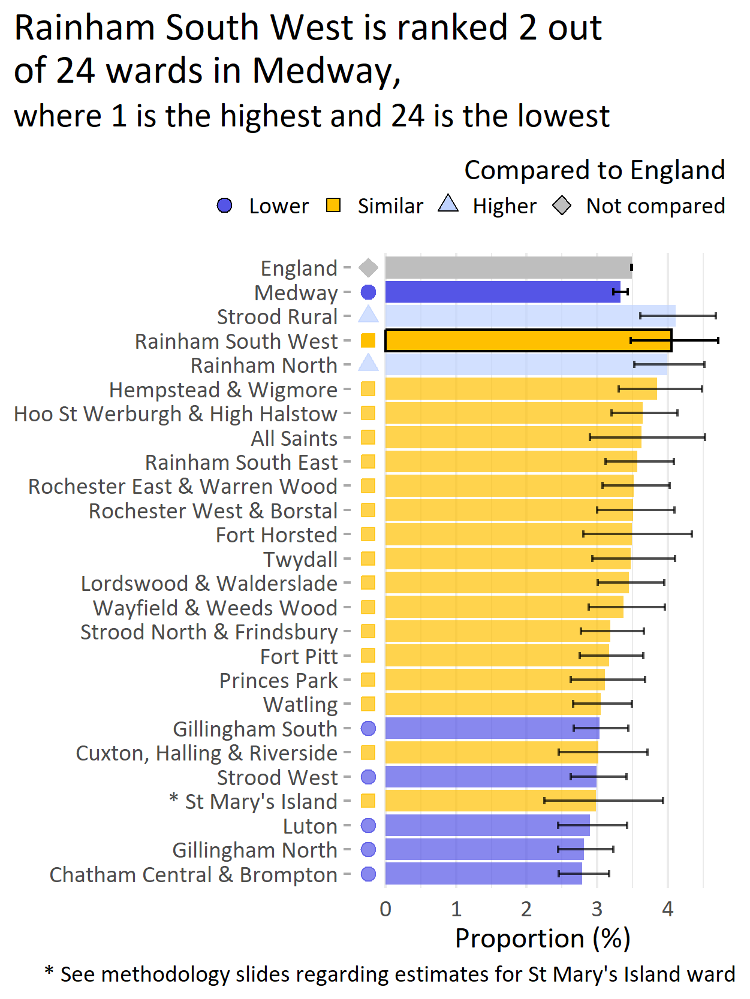 Rainham South West is ranked 2 out
of 24 wards in Medway,
where 1 is the highest and 24 is the lowest
Compared to England
Lower Similar Higher Not compared
England
Medway
Strood Rural
Rainham South West
Rainham North
Hempstead & Wigmore
Hoo St Werburgh & High Halstow
All Saints
Rainham South East
Rochester East & Warren Wood
Rochester West & Borstal
Fort Horsted
Twydall
Lordswood & Walderslade
Wayfield & Weeds Wood
Strood North & Frindsbury
Fort Pitt
Princes Park
Watling
Gillingham South
Cuxton, Halling & Riverside
Strood West
* St Mary's Island
Luton
Gillingham North
Chatham Central & Brompton
0 1 2 3 4
Proportion (%)
* See methodology slides regarding estimates for St Mary's Island ward